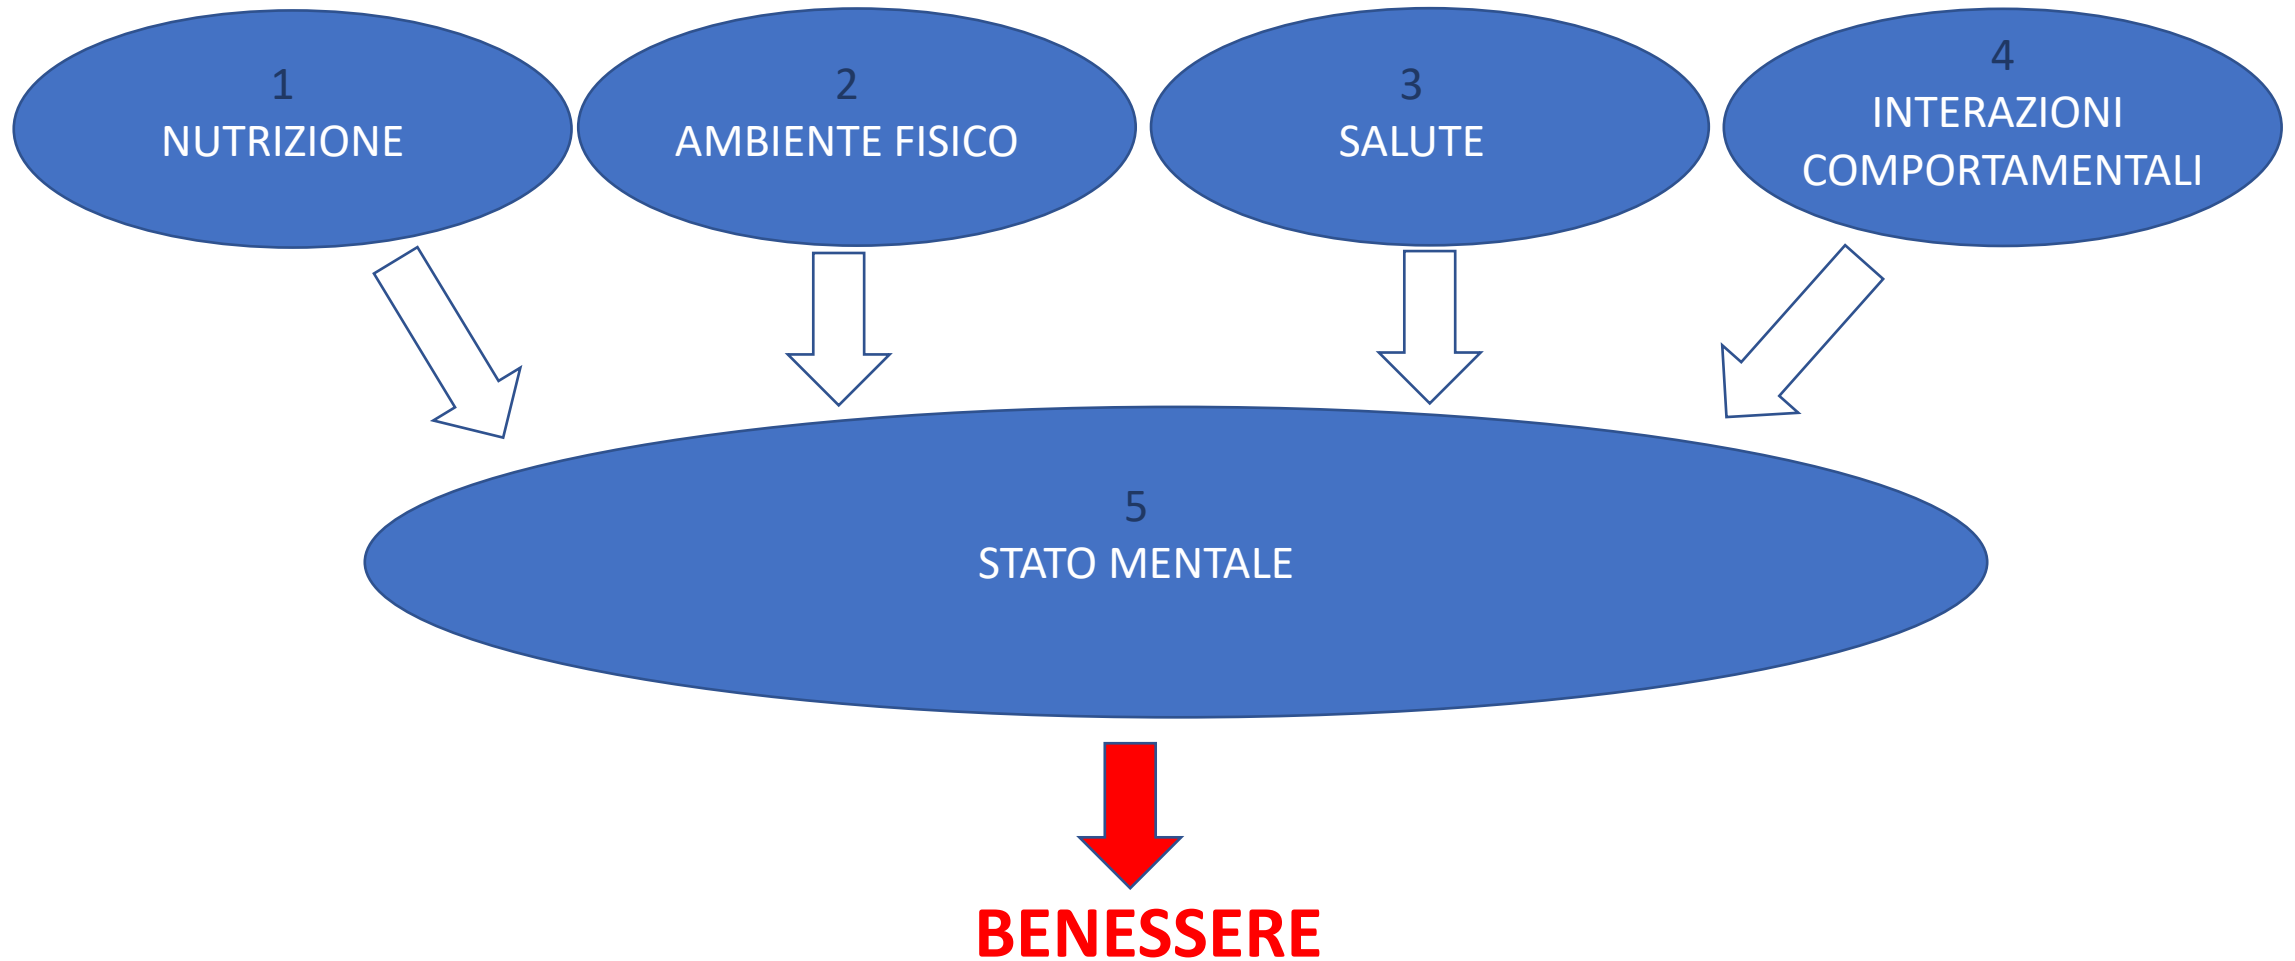 1
NUTRIZIONE
2
AMBIENTE FISICO
3
SALUTE
4
INTERAZIONI
COMPORTAMENTALI
5
STATO MENTALE
BENESSERE